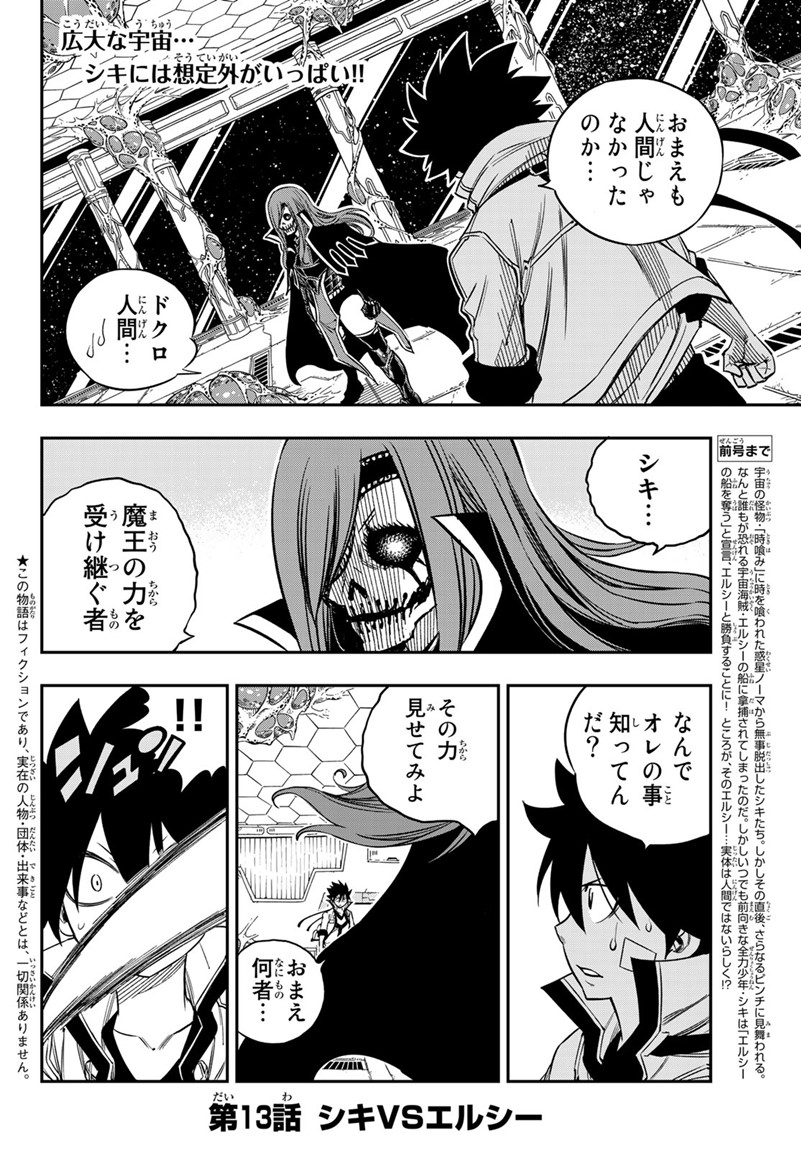 広大な宇宙…
シキには想定外がいっぱい!!
おまえも
人間じゃ
なかった
のか…
ドクロ
人間…
前号まで
宇宙の怪物・「時喰み」に時を喰われた惑星ノーマから無事脱出したシキたち。しかしその直後、さらなるピンチに見舞われる。
なんと誰もが恐れる宇宙海賊・エルシーの船に拿捕されてしまったのだ。しかしいつでも前向きな全力少年・シキは「エルシー
の船を奪う」と宣言、エルシーと勝負することに! ところが、そのエルシー…実体は人間ではないらしく!?
シキ…
魔王の力を
受け継ぐ者
なんで
オレの事
知ってん
だ?
その力
見せてみよ
おまえ
何者…
!!
シュッ
★この物語はフィクションであり、実在の人物・団体・出来事などとは、一切関係ありません。
第13話 シキVSエルシー